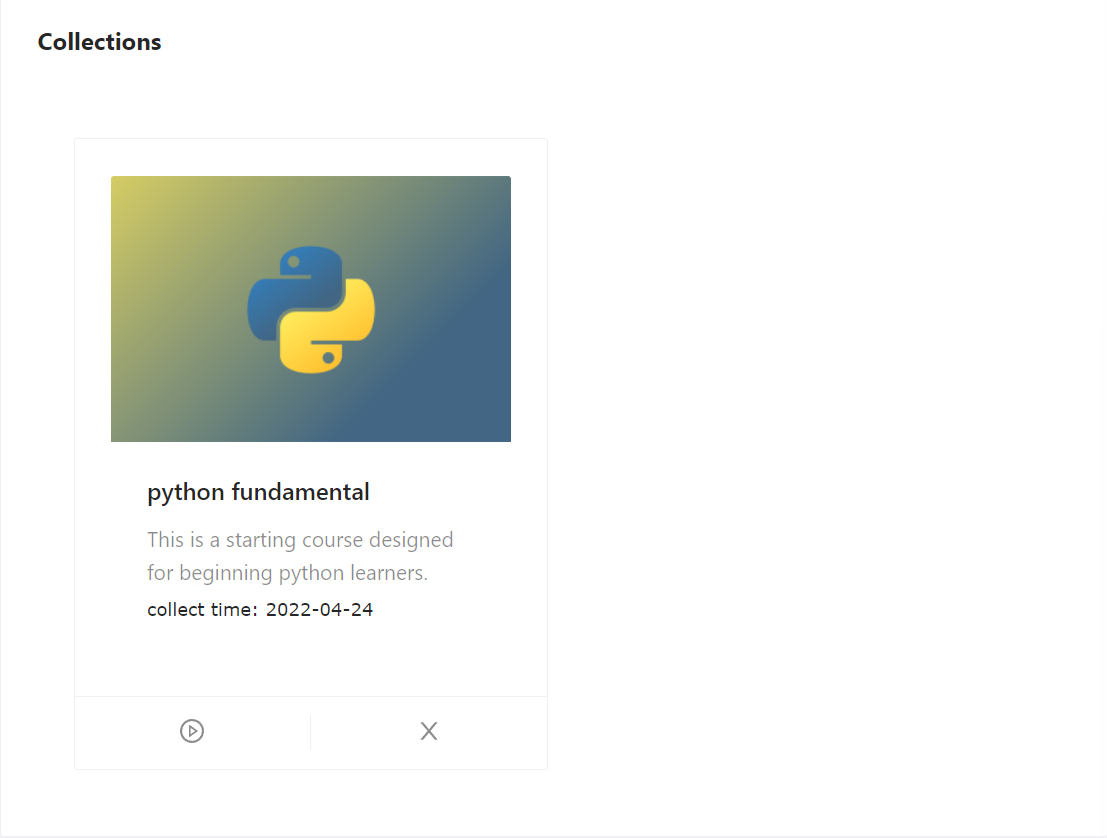 Collections
python fundamental
This is a starting course designed
for beginning python learners.
collect time: 2022-04-24